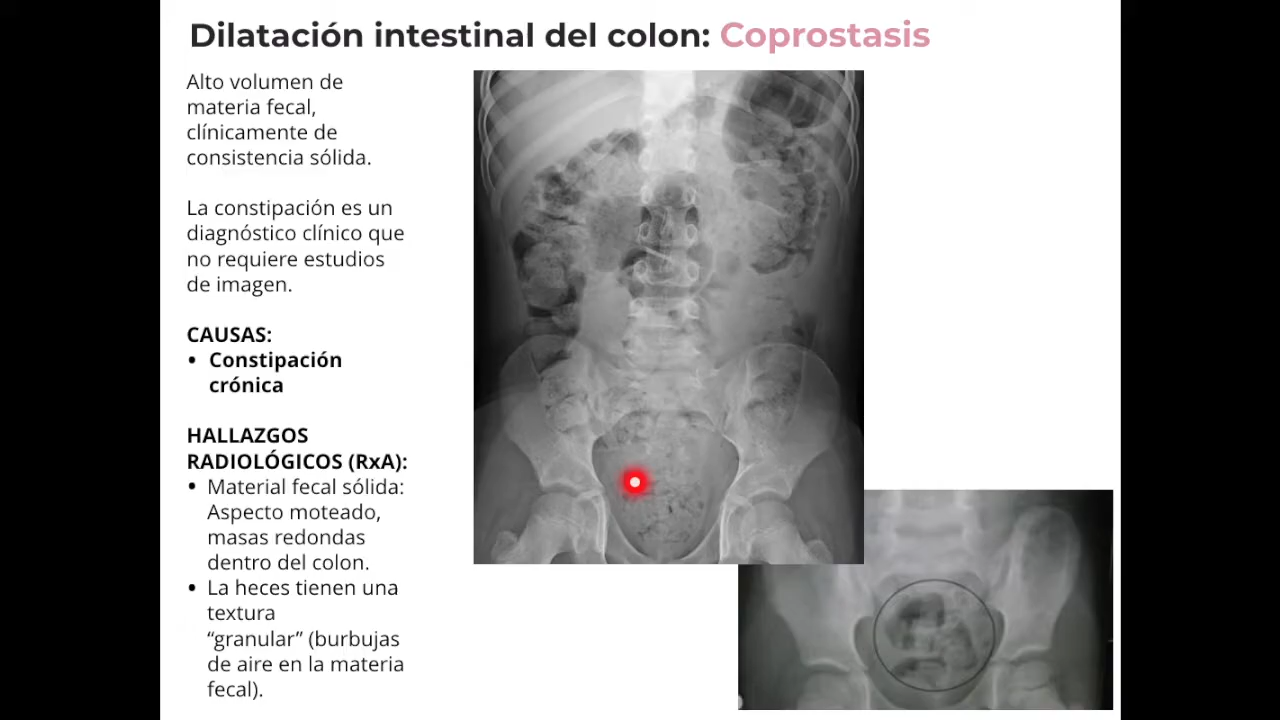 Dilatación intestinal del colon: Coprostasis
Alto volumen de
materia fecal,
clínicamente de
consistencia sólida.
La constipación es un
diagnóstico clínico que
no requiere estudios
de imagen.
CAUSAS:
• Constipación
crónica
HALLAZGOS
RADIOLÓGICOS (RxA):
• Material fecal sólida:
Aspecto moteado,
masas redondas
dentro del colon.
• La heces tienen una
textura
“granular” (burbujas
de aire en la materia
fecal).